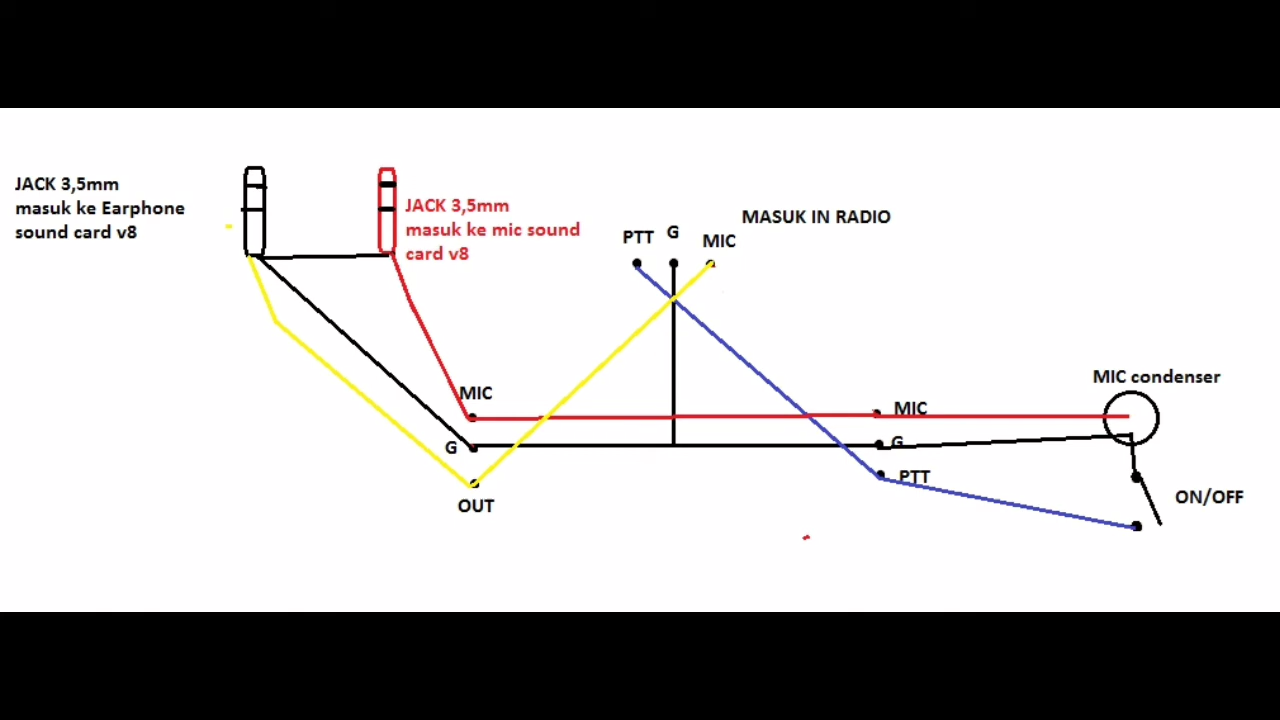 JACK 3,5mm
masuk ke Earphone
sound card v8
JACK 3,5mm
masuk ke mic sound
card v8
PTT
G
MIC
MASUK IN RADIO
MIC
G
OUT
MIC
G
PTT
MIC condenser
ON/OFF